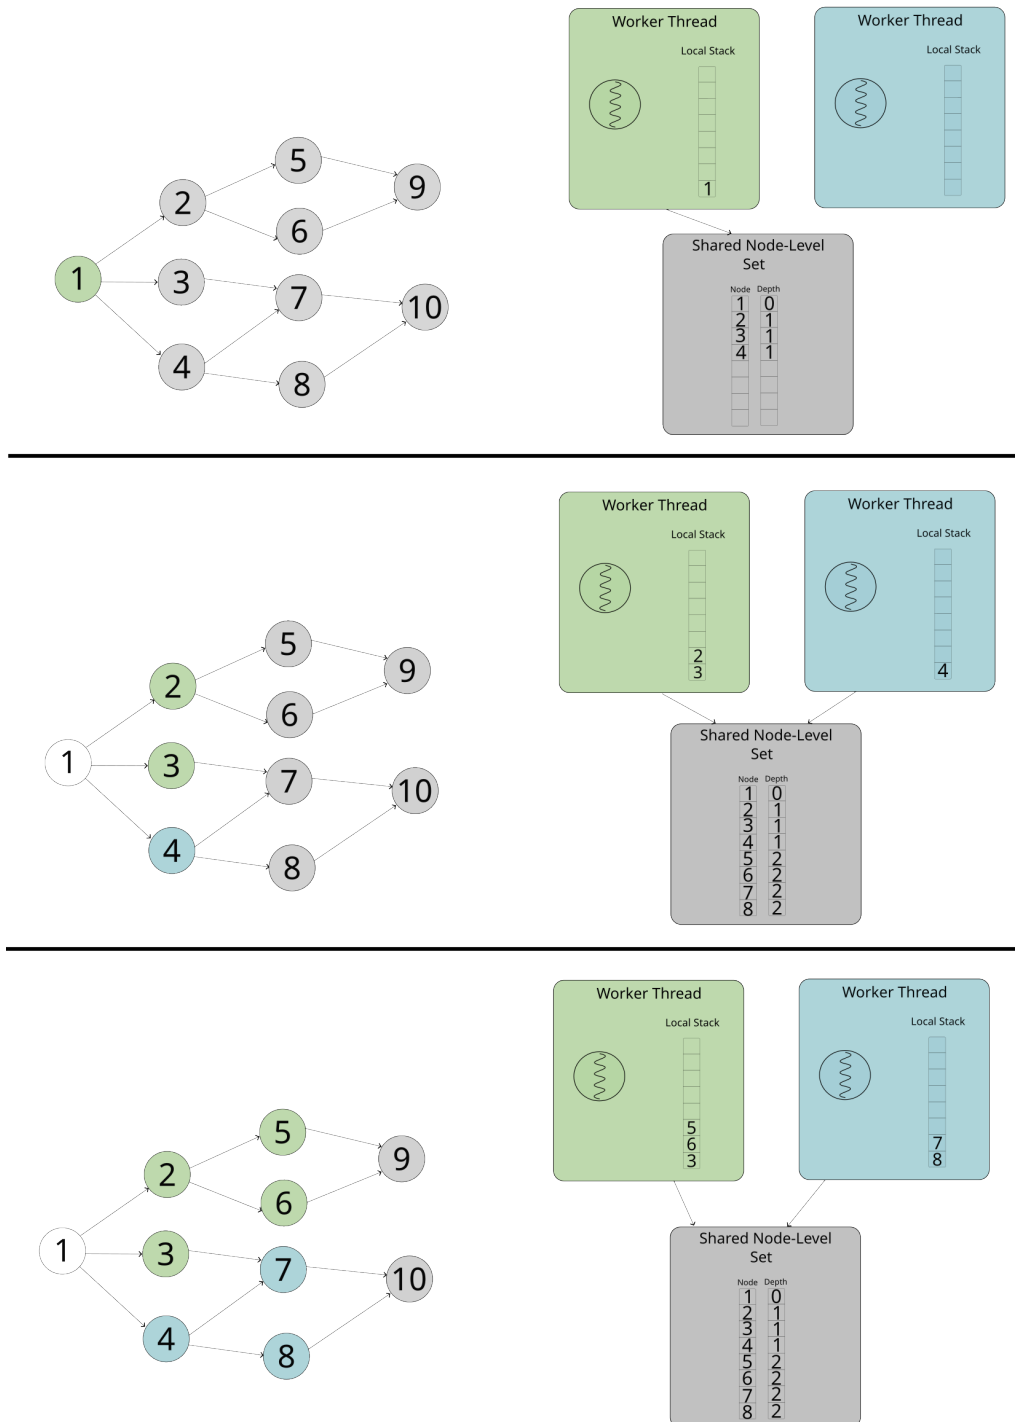 Worker Thread
Local Stack
1
Worker Thread
Local Stack
Shared Node-Level
Set
Node Depth
1 0
2 1
3 1
4 1
1
2
3
4
5
6
7
8
9
10
Worker Thread
Local Stack
2
3
Worker Thread
Local Stack
4
Shared Node-Level
Set
Node Depth
1 0
2 1
3 1
4 1
5 2
6 2
7 2
8 2
1
2
3
4
5
6
7
8
9
10
Worker Thread
Local Stack
5
6
3
Worker Thread
Local Stack
7
8
Shared Node-Level
Set
Node Depth
1 0
2 1
3 1
4 1
5 2
6 2
7 2
8 2
1
2
3
4
5
6
7
8
9
10